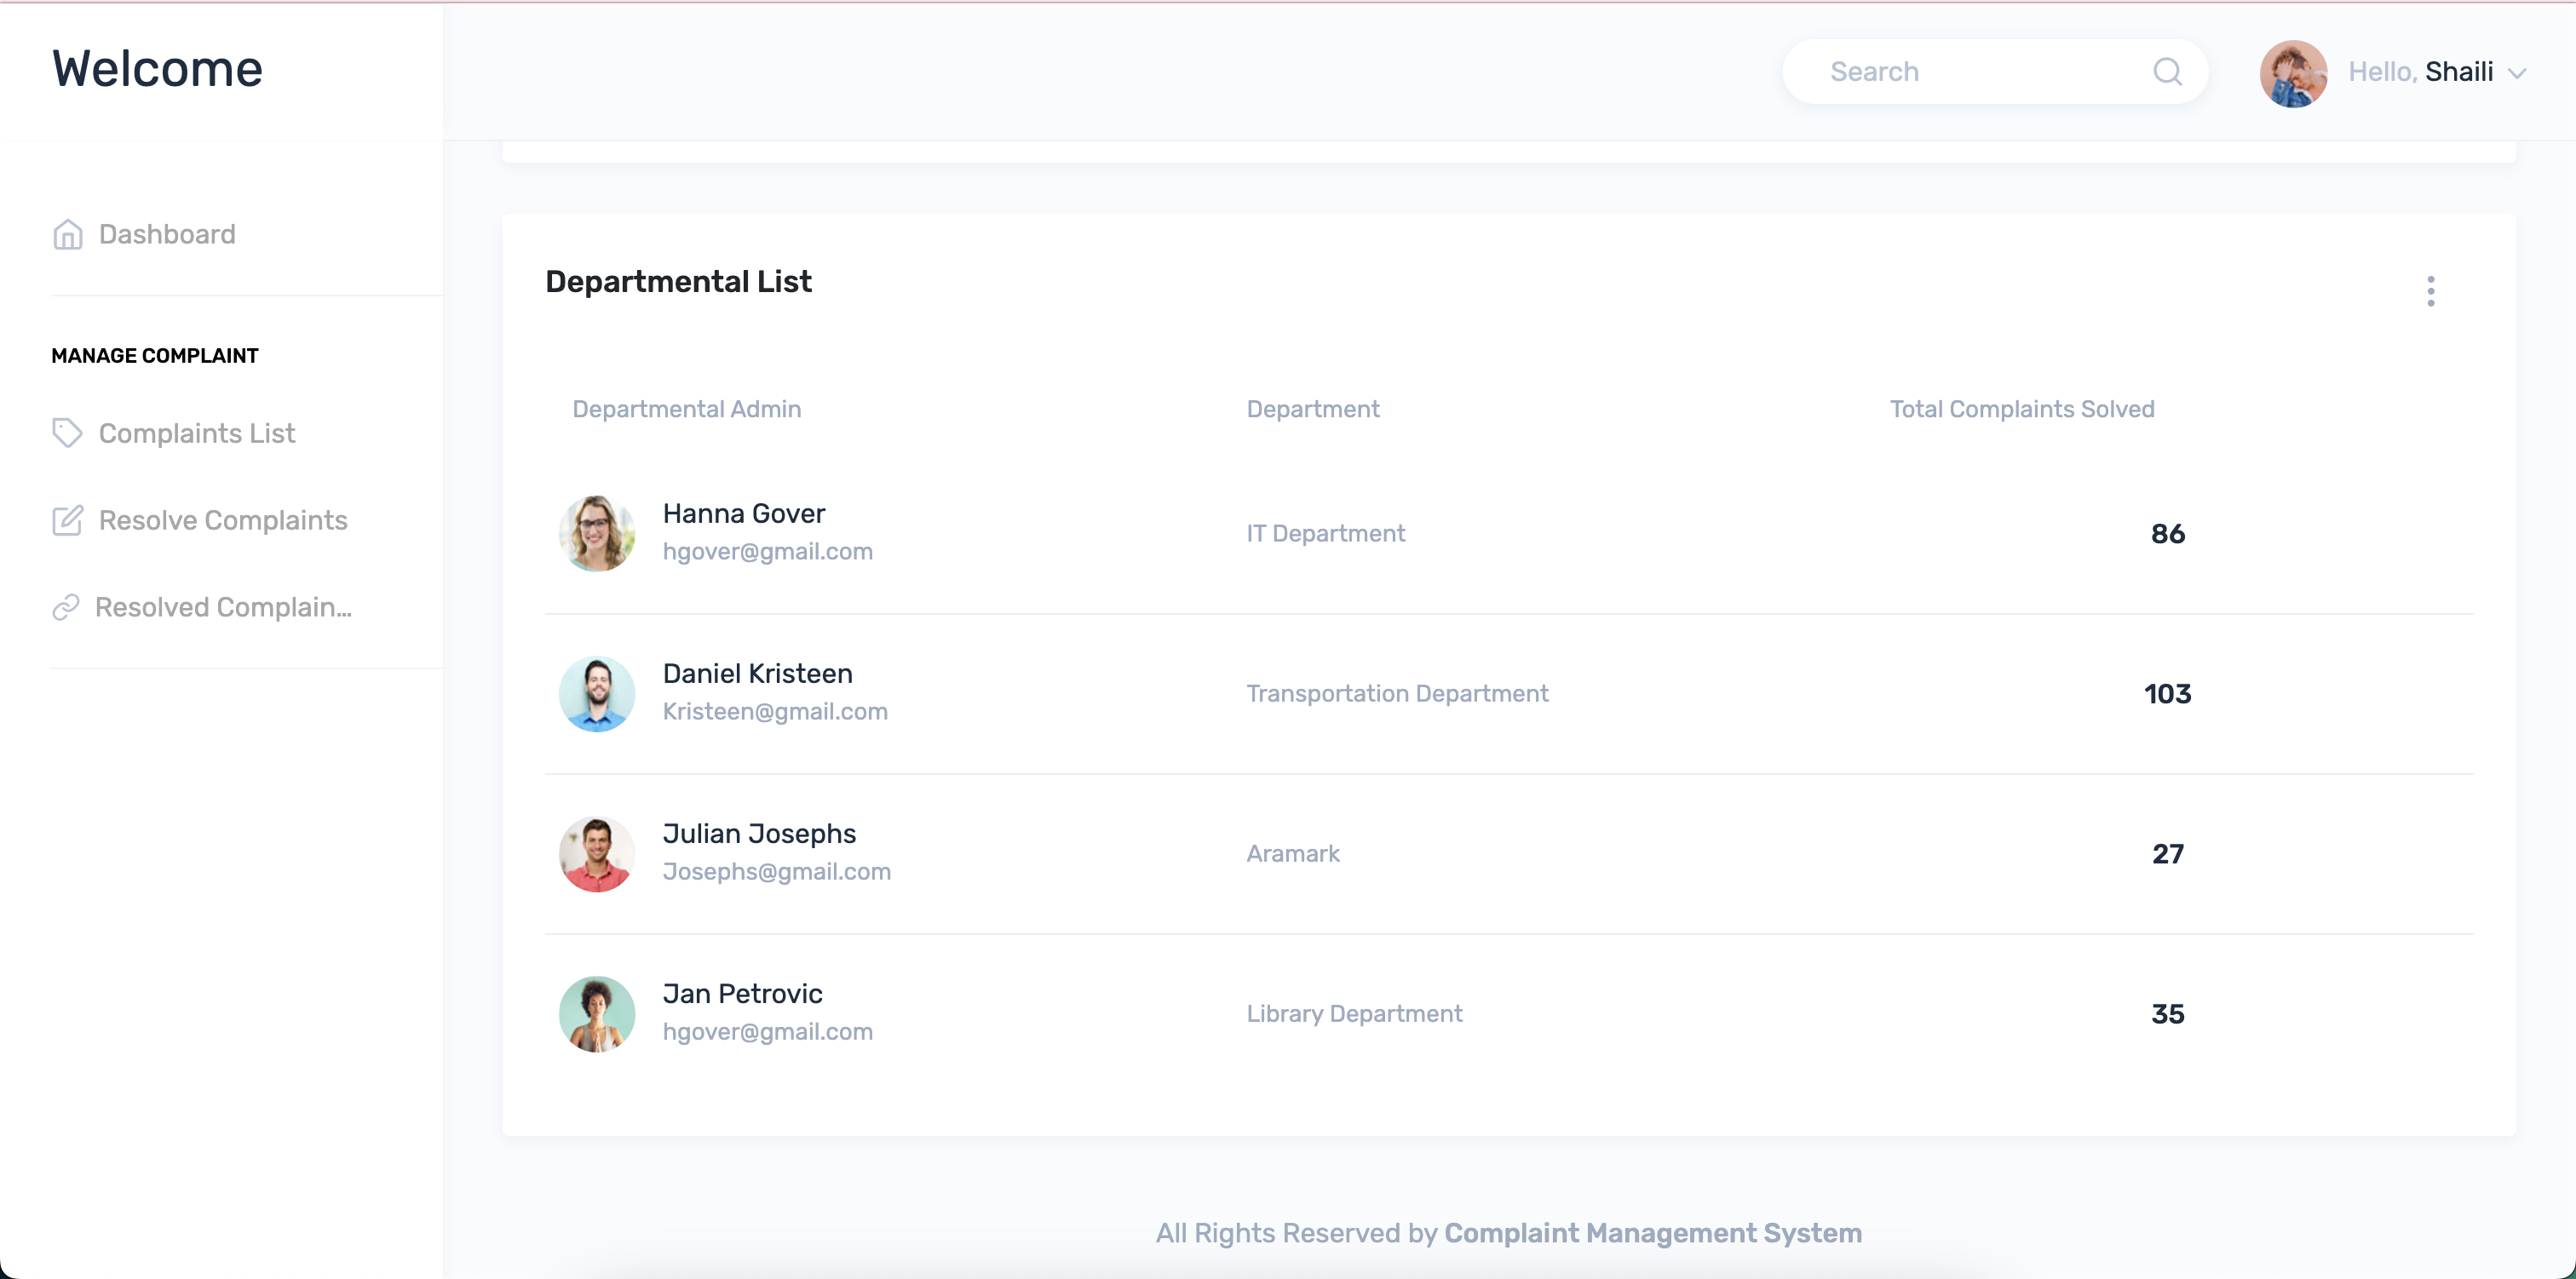 Welcome
Search
Hello, Shaili
Dashboard
MANAGE COMPLAINT
Complaints List
Resolve Complaints
Resolved Complain...
Departmental List
Departmental Admin Department Total Complaints Solved
Hanna Gover
hgover@gmail.com
IT Department
86
Daniel Kristeen
Kristeen@gmail.com
Transportation Department
103
Julian Josephs
Josephs@gmail.com
Aramark
27
Jan Petrovic
hgover@gmail.com
Library Department
35
All Rights Reserved by Complaint Management System